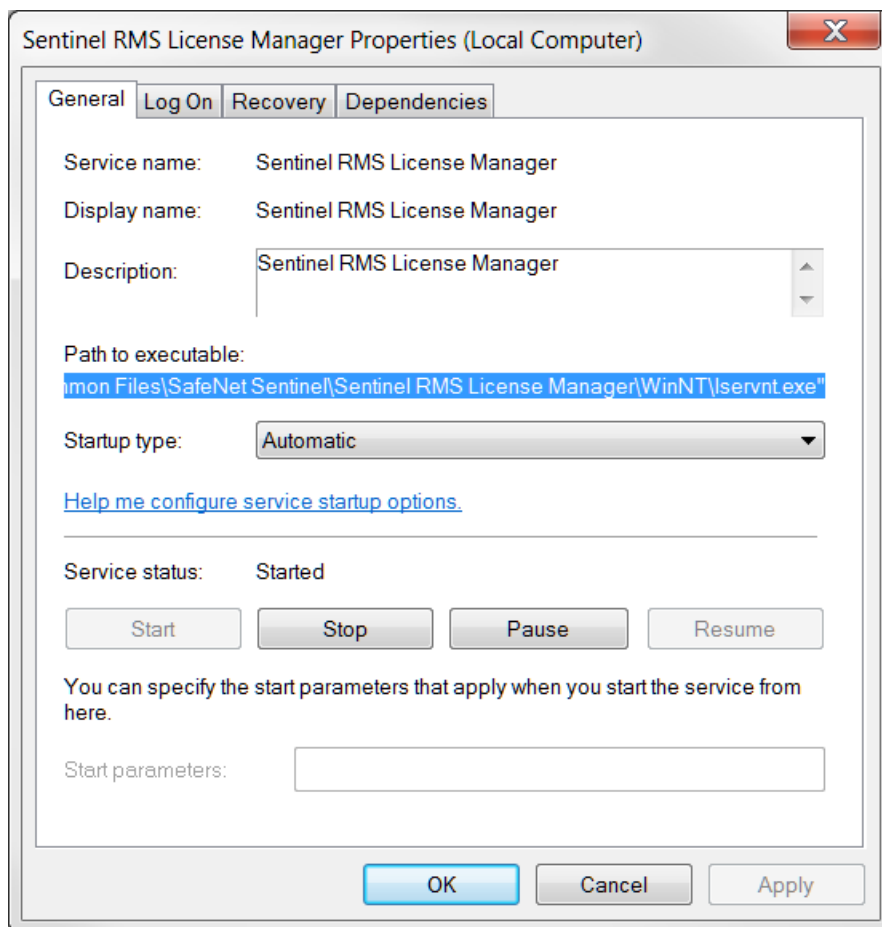 Sentinel RMS License Manager Properties (Local Computer)
General Log On Recovery Dependencies
Service name: Sentinel RMS License Manager
Display name: Sentinel RMS License Manager
Description: Sentinel RMS License Manager
Path to executable:
mon Files\SafeNet Sentinel\Sentinel RMS License Manager\WinNT\lservnt.exe"
Startup type: Automatic
Help me configure service startup options.
Service status: Started
Start Stop Pause Resume
You can specify the start parameters that apply when you start the service from
here.
Start parameters:
OK Cancel Apply